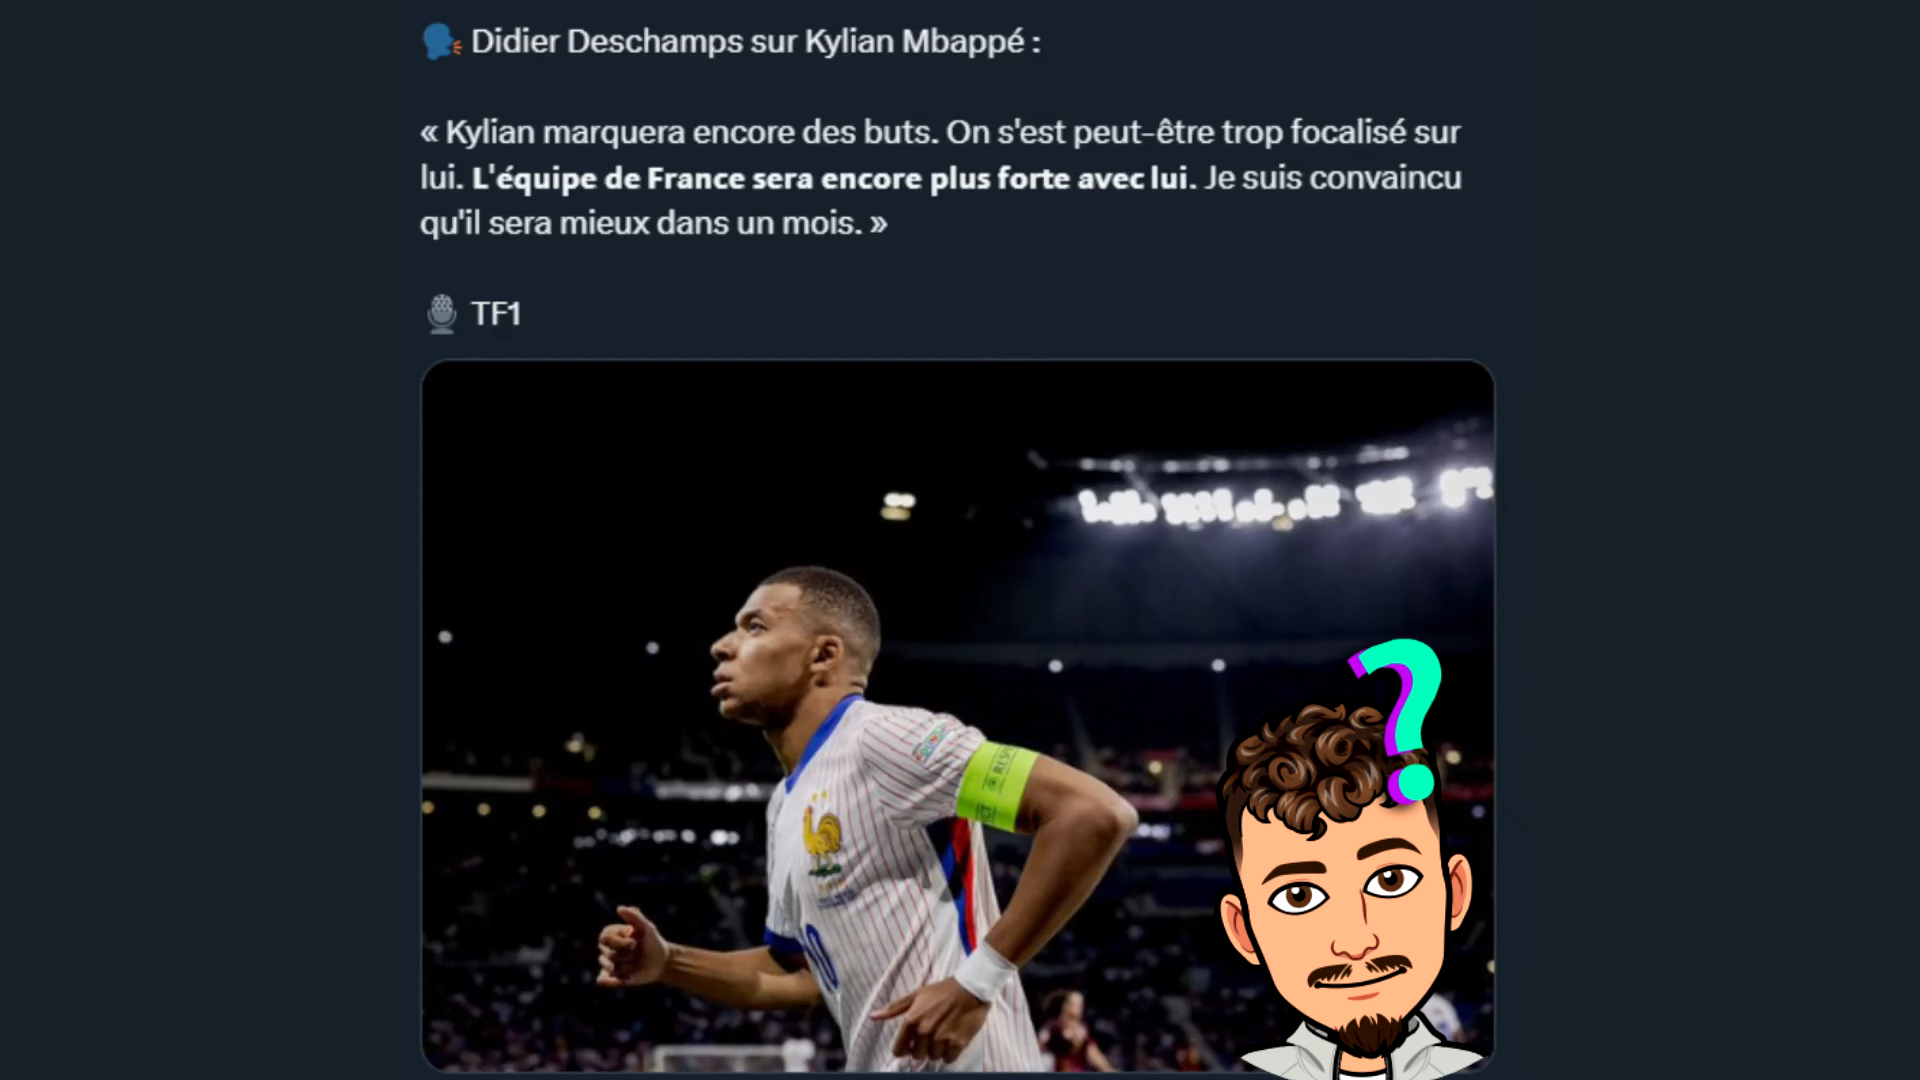 Didier Deschamps sur Kylian Mbappé :
« Kylian marquera encore des buts. On s'est peut-être trop focalisé sur
lui. L'équipe de France sera encore plus forte avec lui. Je suis convaincu
qu'il sera mieux dans un mois. »
TF1
?